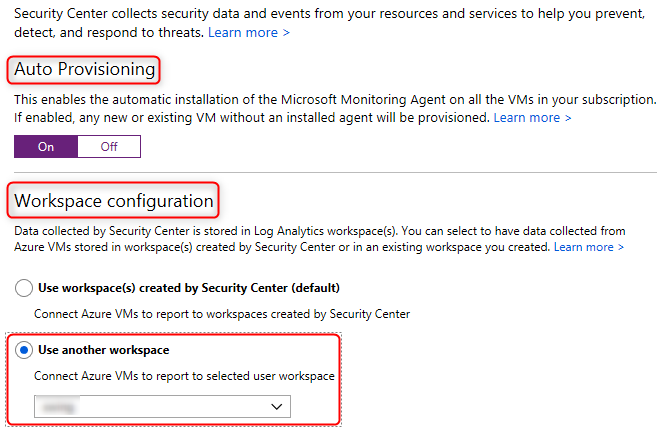 Security Center collects security data and events from your resources and services to help you prevent,
detect, and respond to threats. Learn more >
Auto Provisioning
This enables the automatic installation of the Microsoft Monitoring Agent on all the VMs in your subscription.
If enabled, any new or existing VM without an installed agent will be provisioned. Learn more >
On Off
Workspace configuration
Data collected by Security Center is stored in Log Analytics workspace(s). You can select to have data collected from
Azure VMs stored in workspace(s) created by Security Center or in an existing workspace you created. Learn more >
Use workspace(s) created by Security Center (default)
Connect Azure VMs to report to workspaces created by Security Center
Use another workspace
Connect Azure VMs to report to selected user workspace